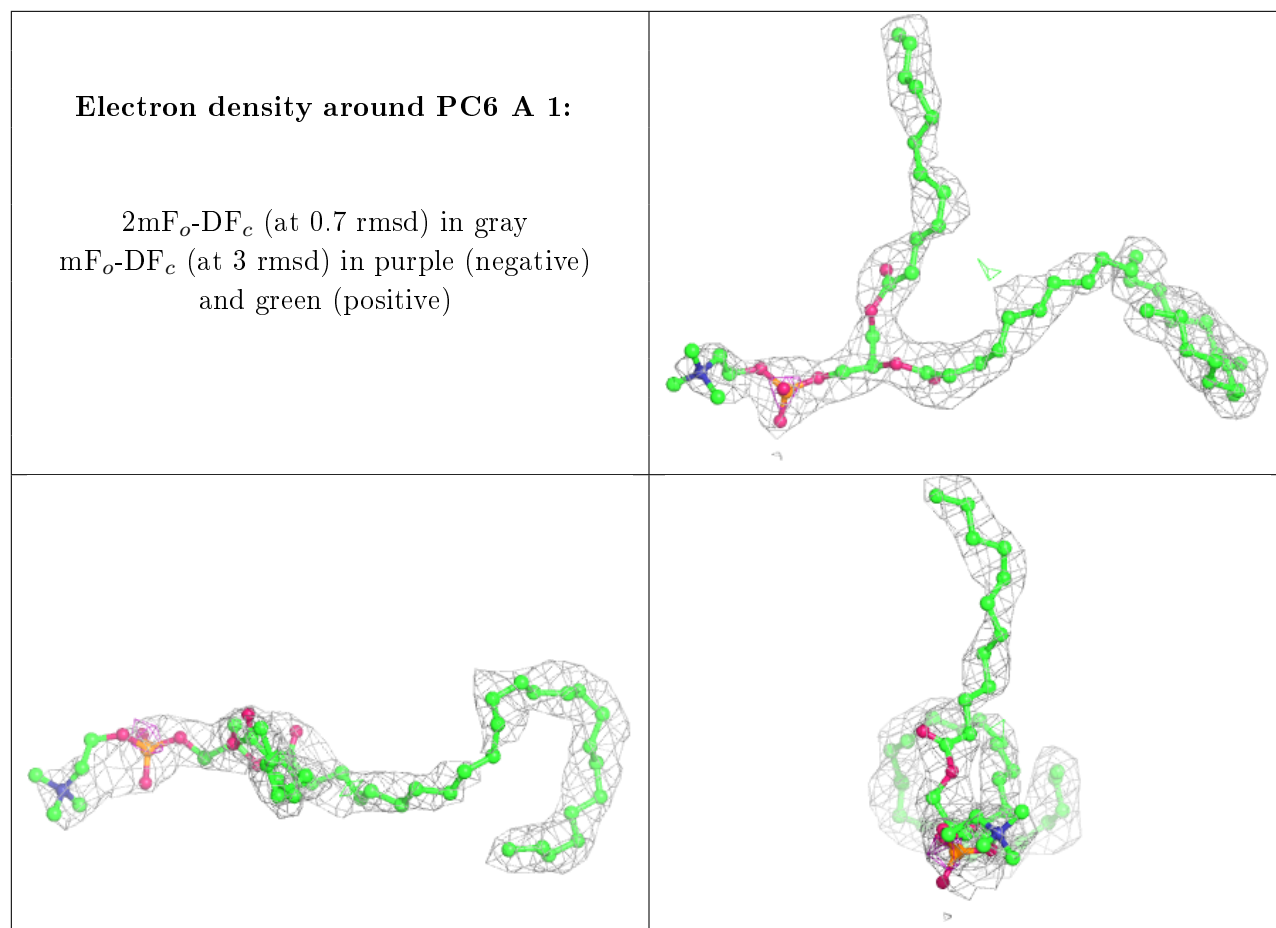 Electron density around PC6 A 1:
2mFₒ-DF𝒸 (at 0.7 rmsd) in gray
mFₒ-DF𝒸 (at 3 rmsd) in purple (negative)
and green (positive)